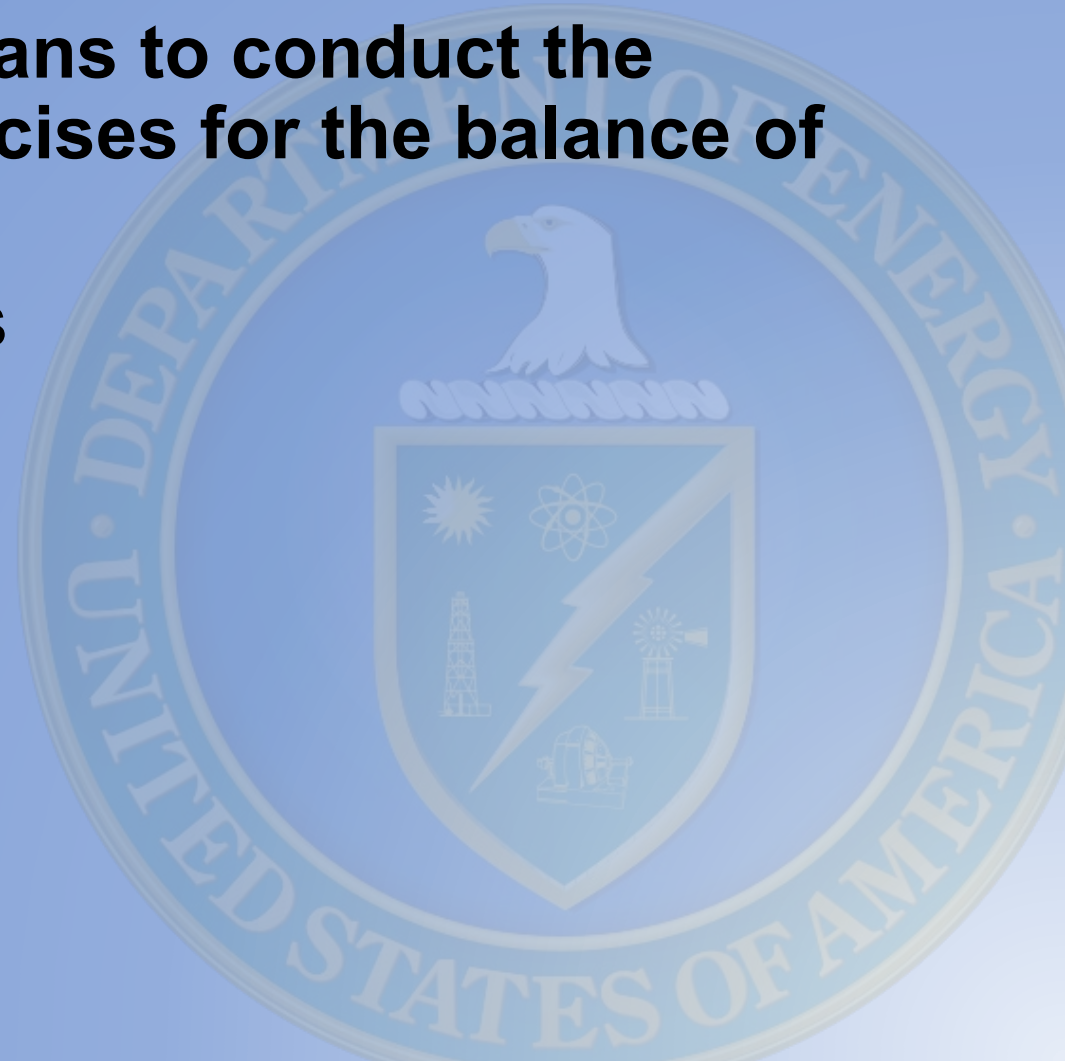 ans to conduct the
cises for the balance of
s
DEPARTMENT OF ENERGY
UNITED STATES OF AMERICA